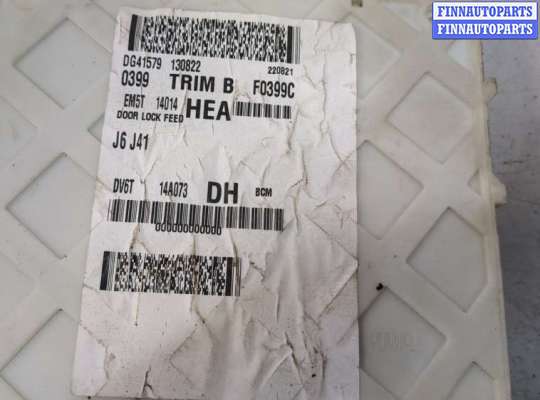 FINNAUTOPARTS
FINNAUTOPARTS
DG41579 130822 220821
0399 TRIM B F0399C
EM5T 14014 HEA
DOOR LOCK FEED
J6 J41
DV6T 14A073 DH BCM
000000000000